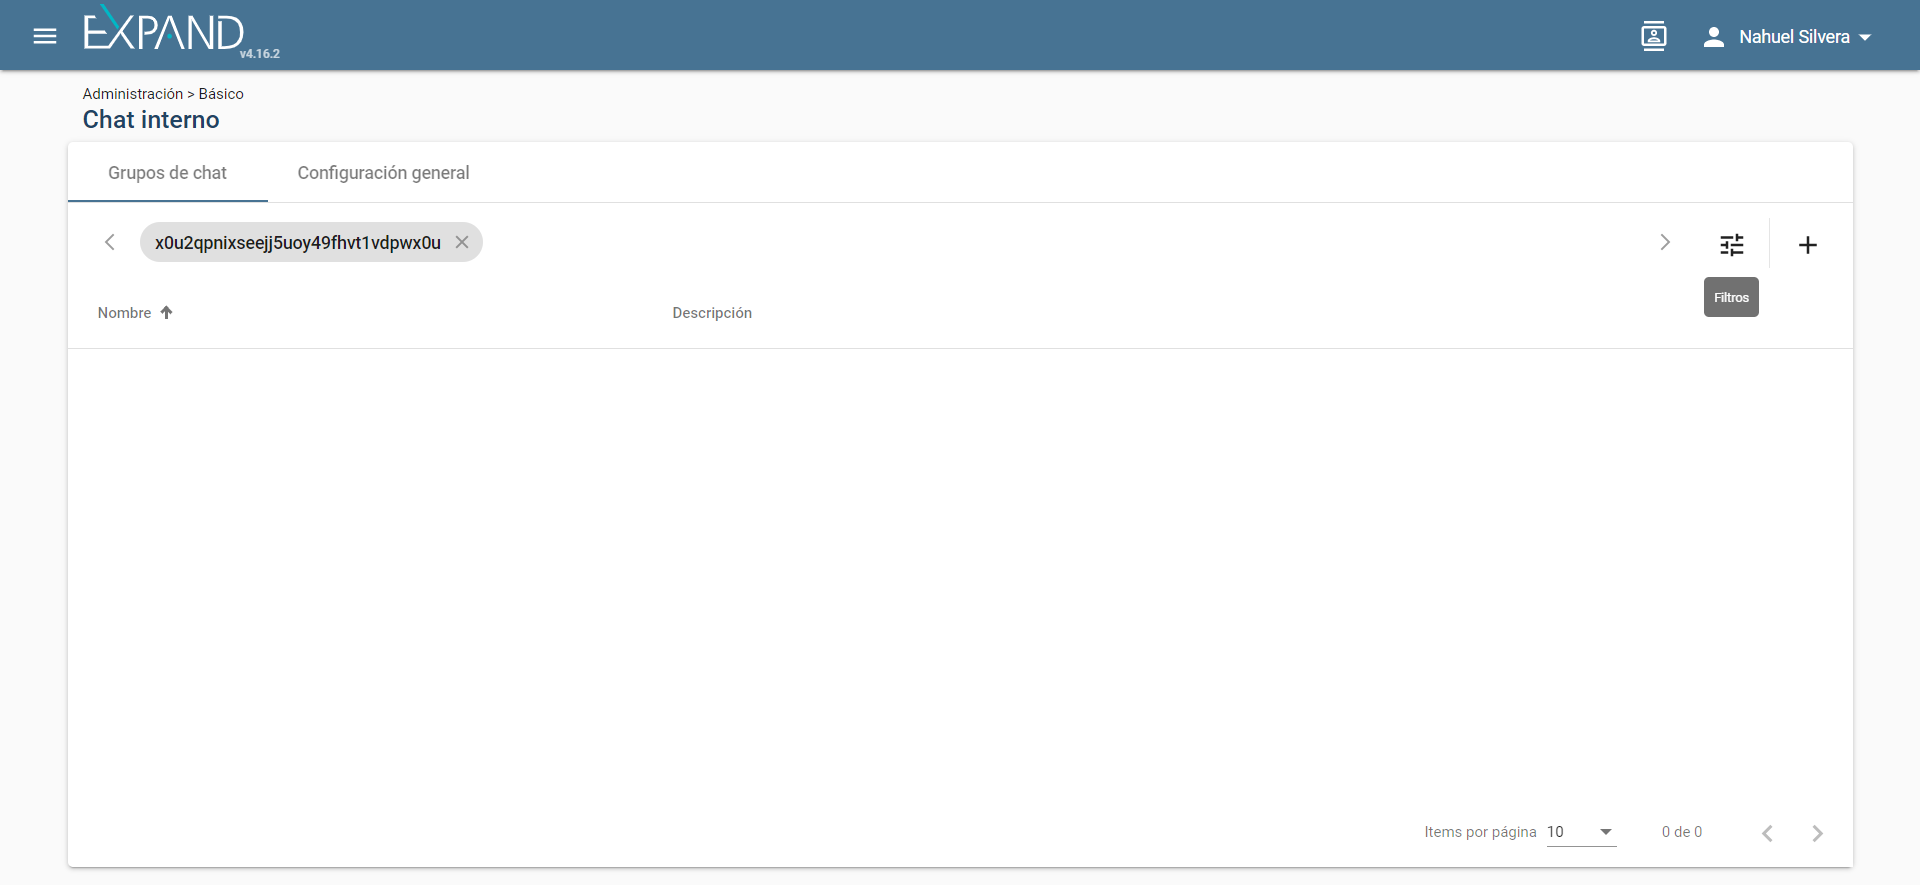 EXPAND
v4.16.2
Nahuel Silvera
Administración > Básico
Chat interno
Grupos de chat
Configuración general
x0u2qpnixseejj5uoy49fhvt1vdpwx0u
Filtros
Nombre
Descripción
Items por página 10
0 de 0